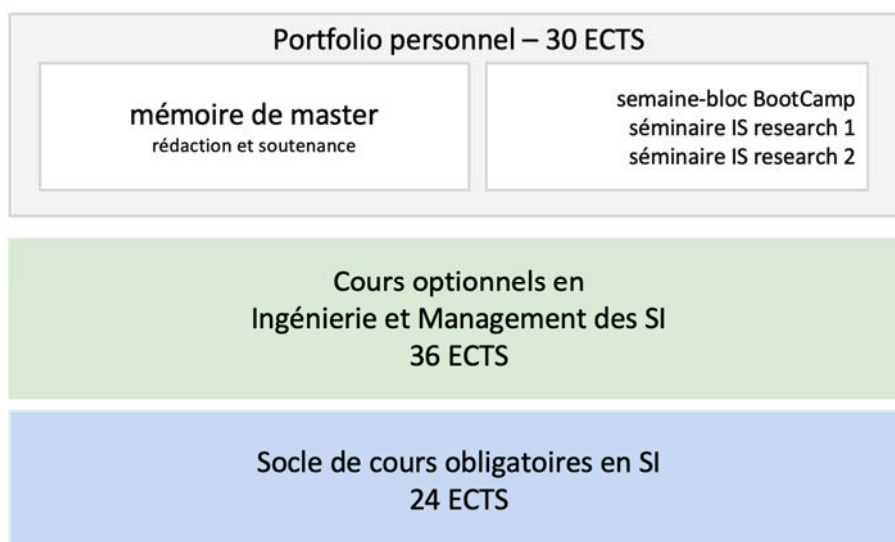 Portfolio personnel – 30 ECTS
mémoire de master
rédaction et soutenance
semaine-bloc BootCamp
séminaire IS research 1
séminaire IS research 2
Cours optionnels en
Ingénierie et Management des SI
36 ECTS
Socle de cours obligatoires en SI
24 ECTS